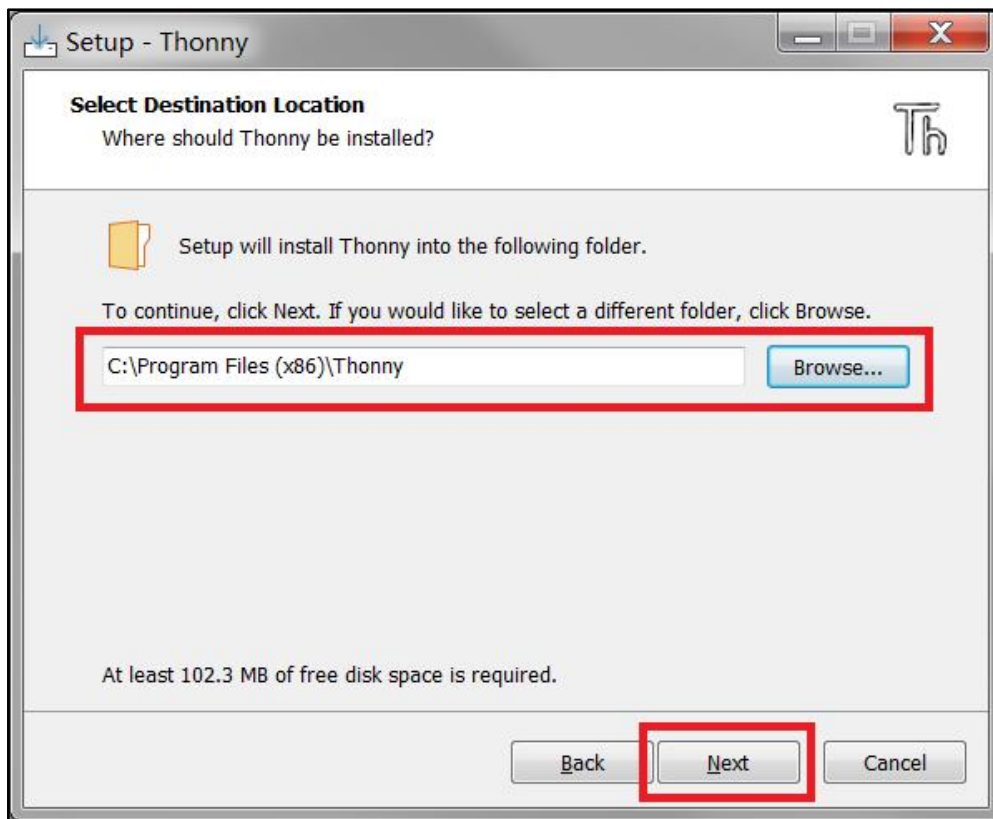 Setup - Thonny
Select Destination Location
Where should Thonny be installed?
Th
Setup will install Thonny into the following folder.
To continue, click Next. If you would like to select a different folder, click Browse.
C:\Program Files (x86)\Thonny
Browse...
At least 102.3 MB of free disk space is required.
Back
Next
Cancel